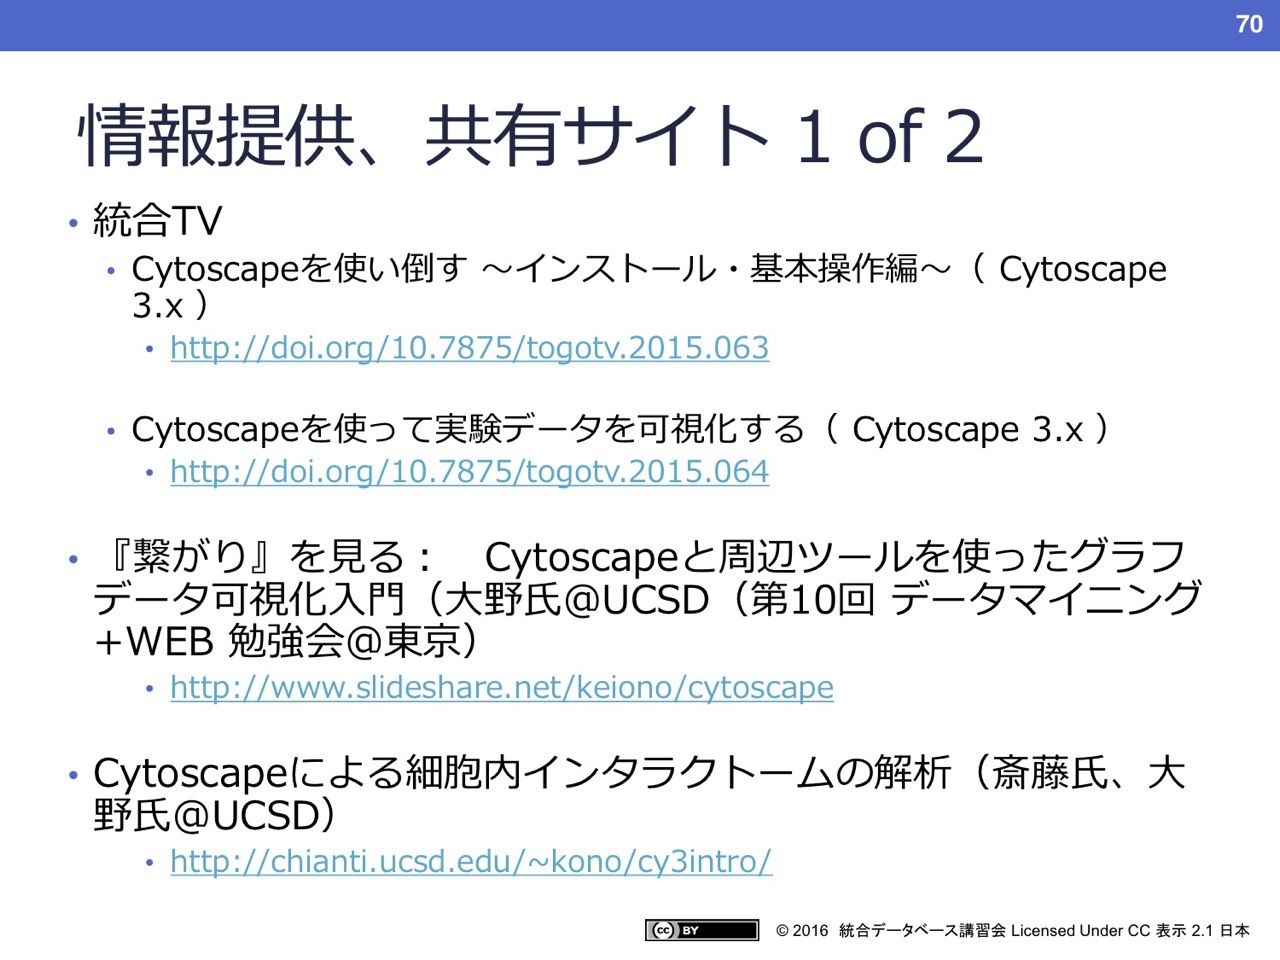 70
情報提供、共有サイト 1 of 2
• 統合TV
• Cytoscapeを使い倒す ～インストール・基本操作編～（ Cytoscape
3.x ）
• http://doi.org/10.7875/togotv.2015.063
• Cytoscapeを使って実験データを可視化する（ Cytoscape 3.x ）
• http://doi.org/10.7875/togotv.2015.064
• 『繋がり』を見る：　Cytoscapeと周辺ツールを使ったグラフ
データ可視化入門（大野氏@UCSD（第10回 データマイニング
+WEB 勉強会@東京）
• http://www.slideshare.net/keiono/cytoscape
• Cytoscapeによる細胞内インタラクトームの解析（斎藤氏、大
野氏@UCSD）
• http://chianti.ucsd.edu/~kono/cy3intro/
cc BY © 2016 統合データベース講習会 Licensed Under CC 表示 2.1 日本